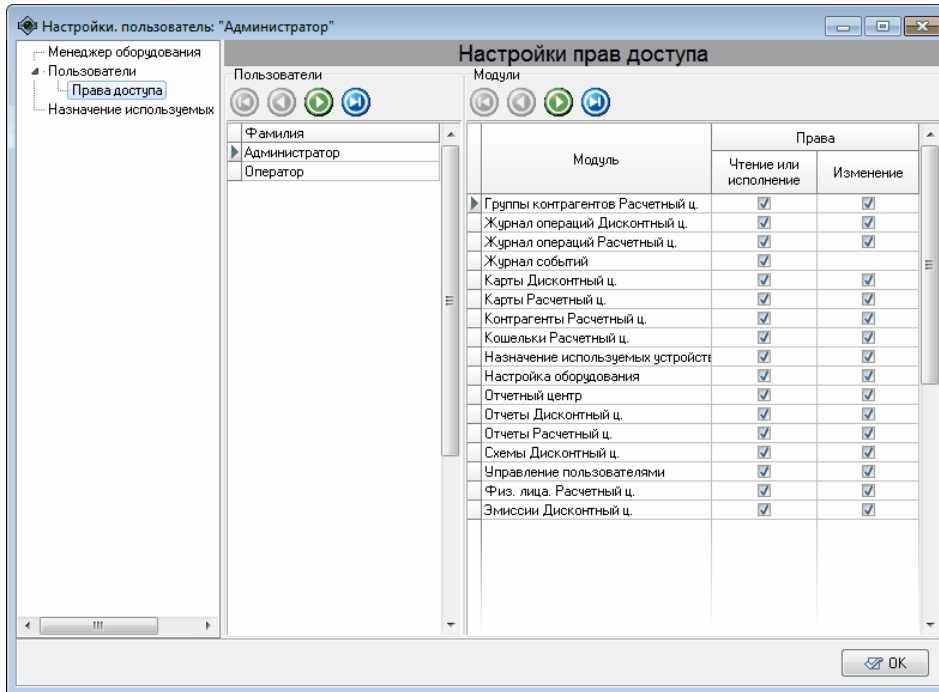 Настройки. пользователь: "Администратор"
Менеджер оборудования
Пользователи
Права доступа
Назначение используемых
Настройки прав доступа
Пользователи
Фамилия
Администратор
Оператор
Модули
Модуль
Права
Чтение или
исполнение
Изменение
Группы контрагентов Расчетный ц.
Журнал операций Дисконтный ц.
Журнал операций Расчетный ц.
Журнал событий
Карты Дисконтный ц.
Карты Расчетный ц.
Контрагенты Расчетный ц.
Кошельки Расчетный ц.
Назначение используемых устройств
Настройка оборудования
Отчетный центр
Отчеты Дисконтный ц.
Отчеты Расчетный ц.
Схемы Дисконтный ц.
Управление пользователями
Физ. лица. Расчетный ц.
Эмиссии Дисконтный ц.
OK